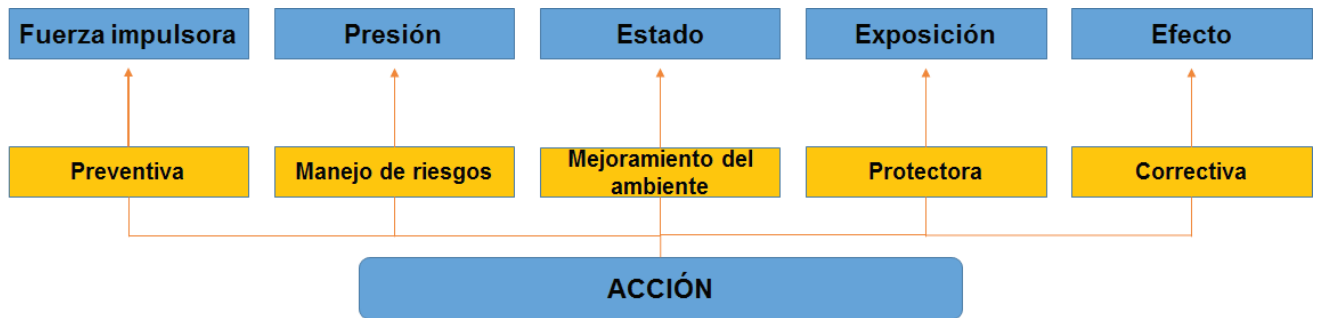 Fuerza impulsora
Presión
Estado
Exposición
Efecto
Preventiva
Manejo de riesgos
Mejoramiento del
ambiente
Protectora
Correctiva
ACCIÓN